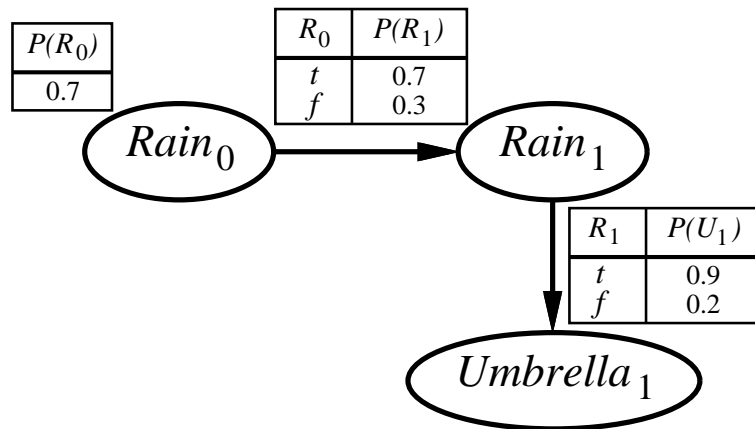 P(R0)
0.7
R0 P(R1)
t 0.7
f 0.3
Rain0
Rain1
R1 P(U1)
t 0.9
f 0.2
Umbrella1